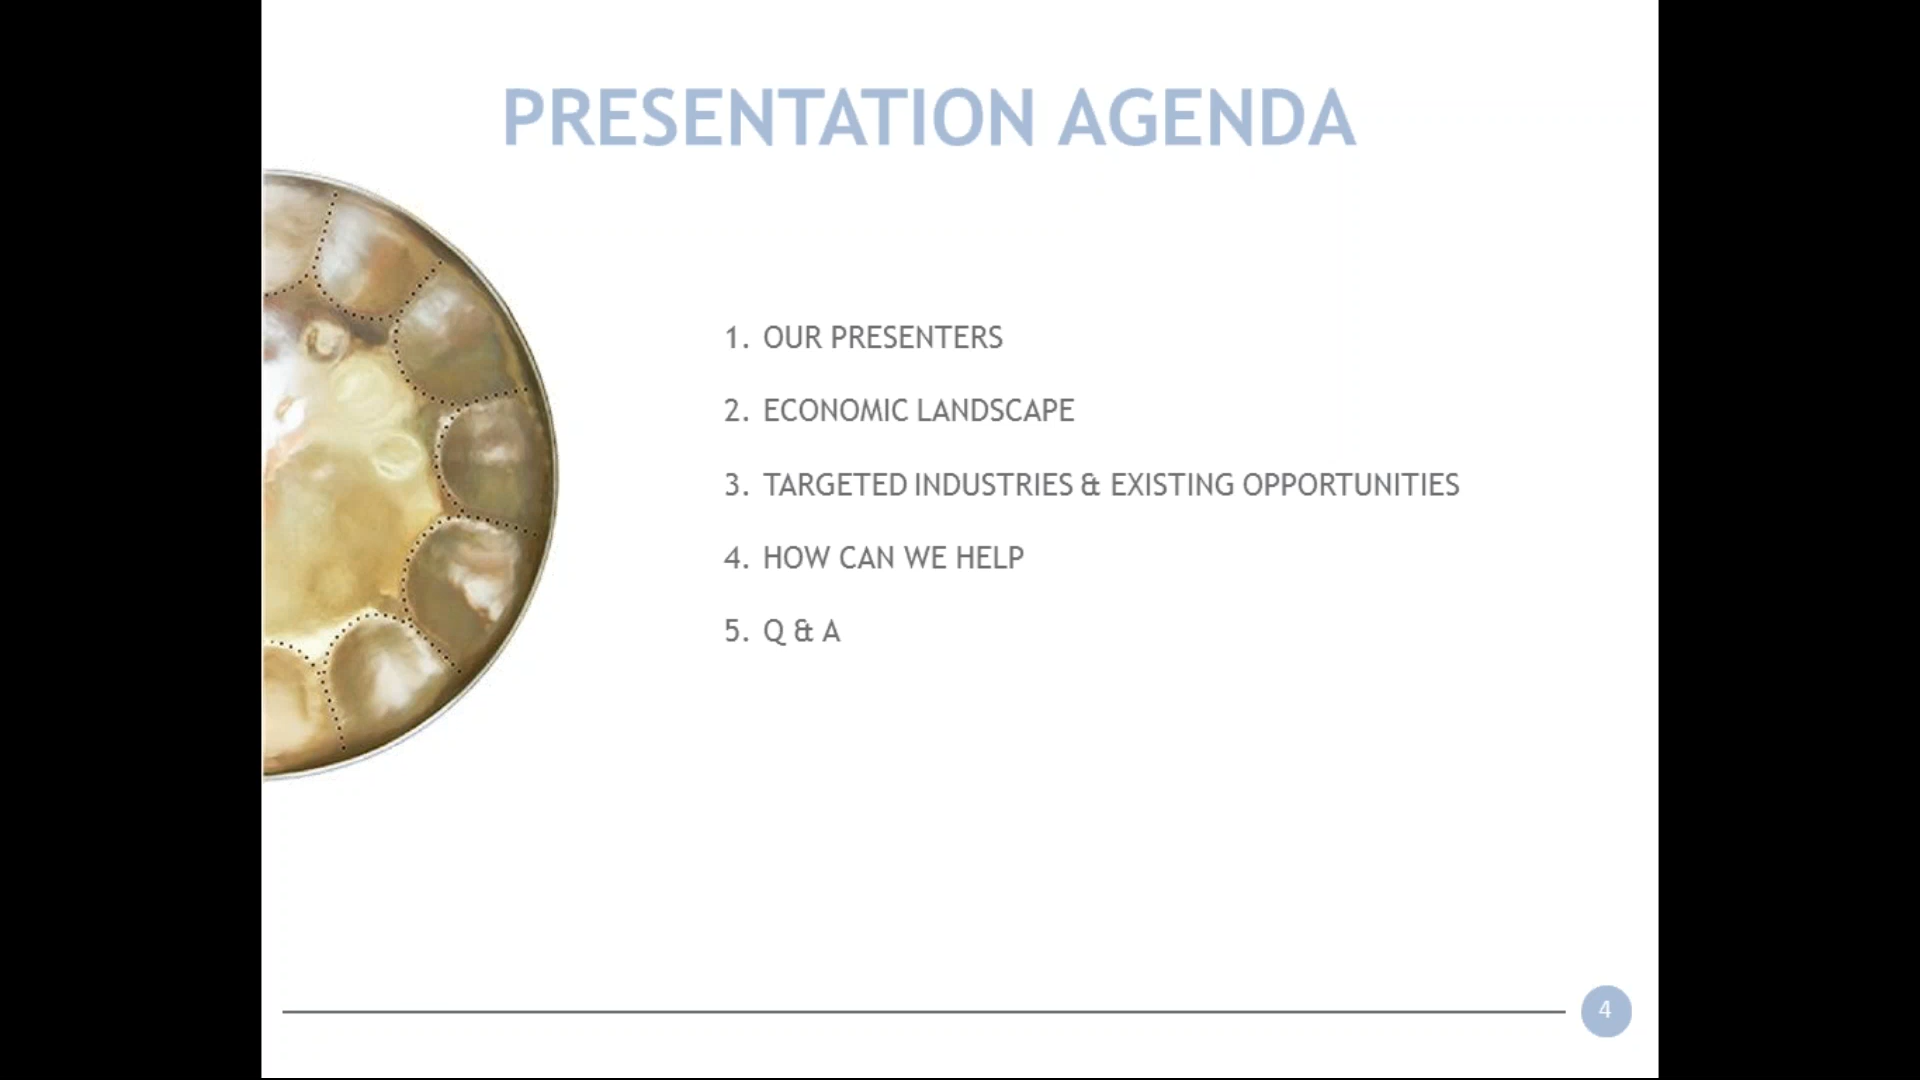 PRESENTATION AGENDA
1. OUR PRESENTERS
2. ECONOMIC LANDSCAPE
3. TARGETED INDUSTRIES & EXISTING OPPORTUNITIES
4. HOW CAN WE HELP
5. Q & A
4